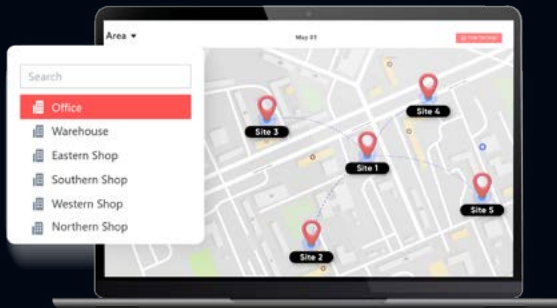 Area
May 23
Search
Office
Warehouse
Eastern Shop
Southern Shop
Western Shop
Northern Shop
Site 3
Site 4
Site 1
Site 5
Site 2